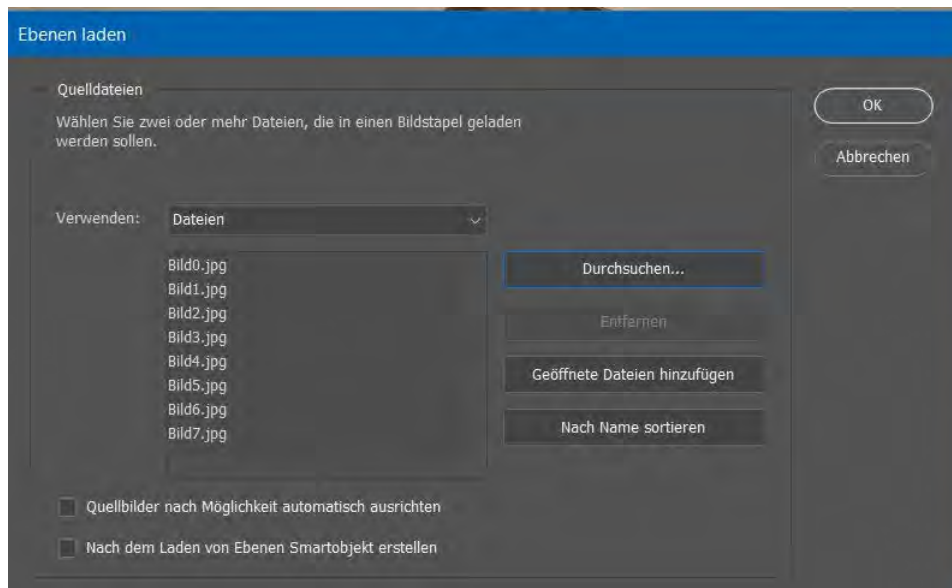 Ebenen laden
Quelldateien
Wählen Sie zwei oder mehr Dateien, die in einen Bildstapel geladen
werden sollen.
OK
Abbrechen
Verwenden: Dateien
Bild0.jpg
Bild1.jpg
Bild2.jpg
Bild3.jpg
Bild4.jpg
Bild5.jpg
Bild6.jpg
Bild7.jpg
Durchsuchen...
Entfernen
Geöffnete Dateien hinzufügen
Nach Name sortieren
Quellbilder nach Möglichkeit automatisch ausrichten
Nach dem Laden von Ebenen Smartobjekt erstellen